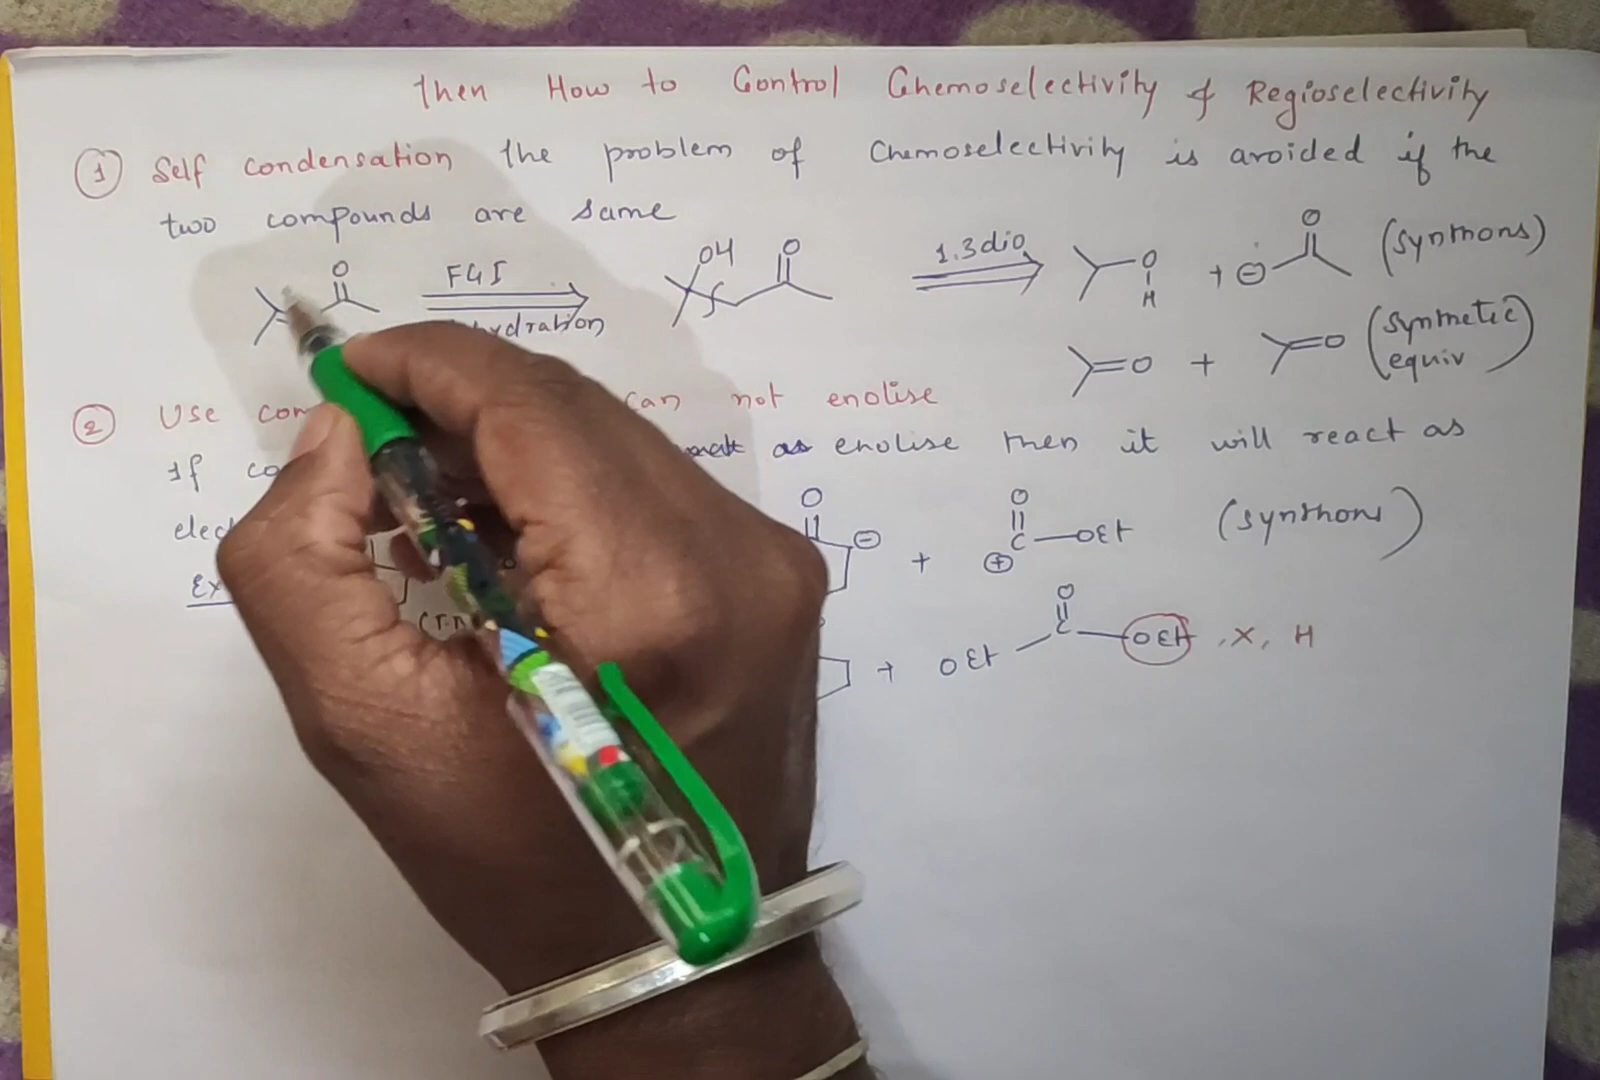 Then How to Control Chemoselectivity & Regioselectivity
① Self condensation the problem of Chemoselectivity is avoided if the
two compounds are same
O FGI OH O 1.3 dio O H + ⊖ O (synthons)
hydration
O + O (synthetic equiv)
② Use can not enolise
If as enolise then it will react as
O ⊖ + O C ⊕ OEt (synthons)
Ex
+ OEt O C OEt , X, H